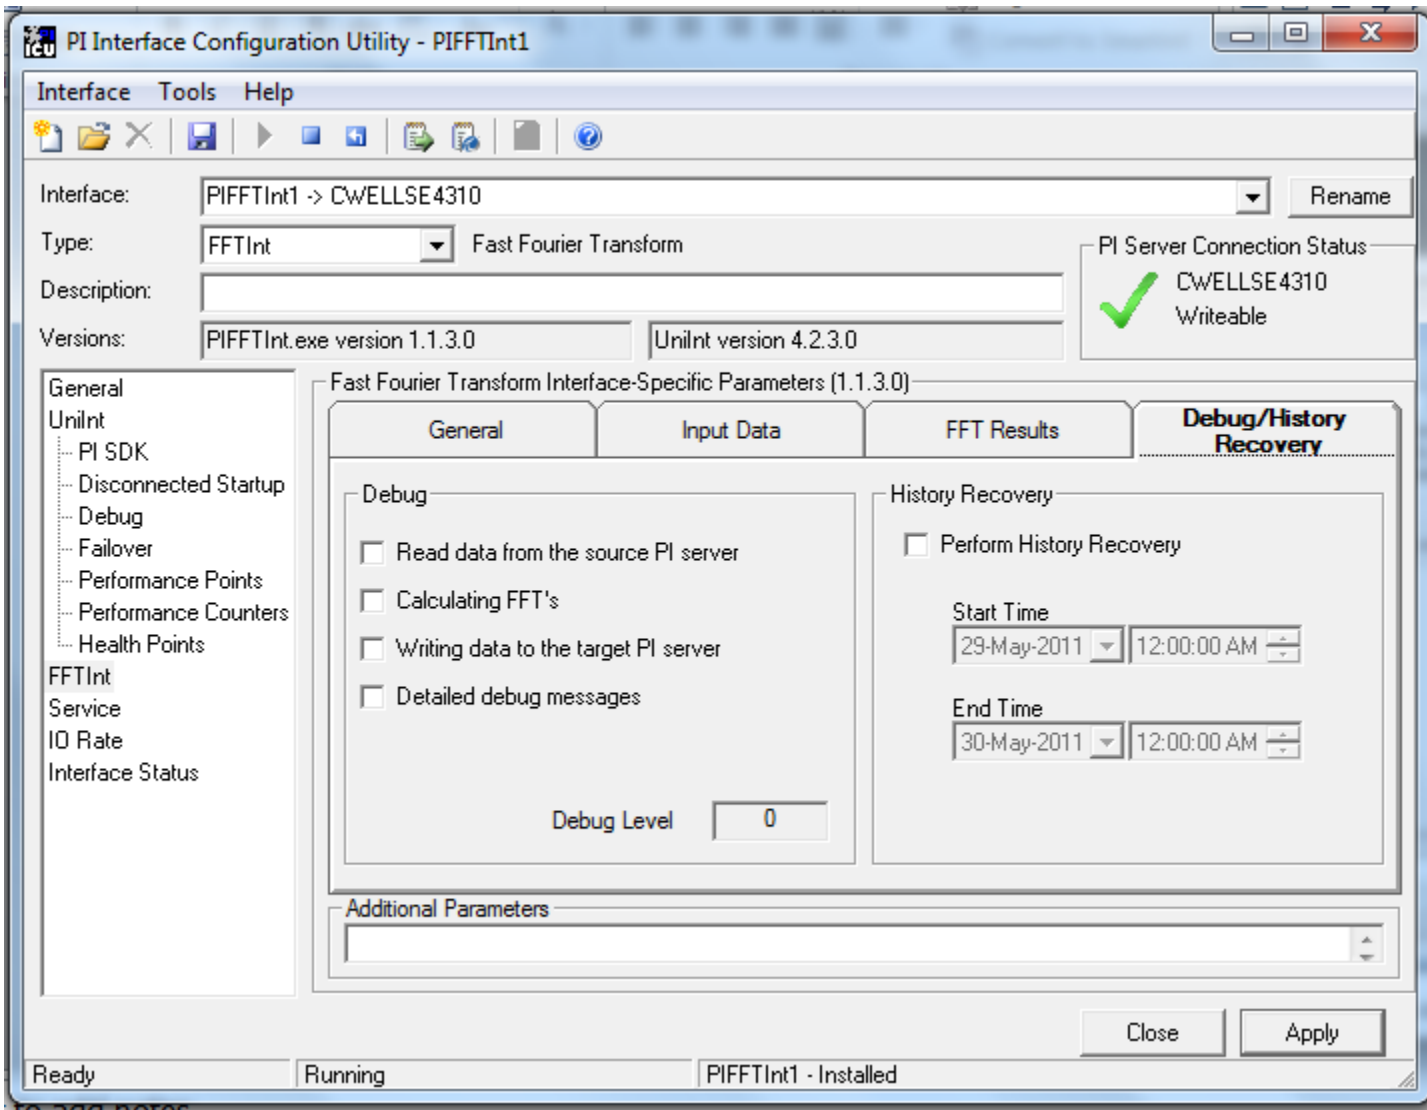 PI Interface Configuration Utility - PIFFTInt1
Interface Tools Help
Interface: PIFFTInt1 -> CWELLSE4310 Rename
Type: FFTInt Fast Fourier Transform
PI Server Connection Status
CWELLSE4310
Writeable
Description:
Versions: PIFFTInt.exe version 1.1.3.0 UniInt version 4.2.3.0
General
UniInt
PI SDK
Disconnected Startup
Debug
Failover
Performance Points
Performance Counters
Health Points
FFTInt
Service
IO Rate
Interface Status
Fast Fourier Transform Interface-Specific Parameters (1.1.3.0)
General Input Data FFT Results Debug/History
Recovery
Debug
Read data from the source PI server
Calculating FFT's
Writing data to the target PI server
Detailed debug messages
Debug Level 0
History Recovery
Perform History Recovery
Start Time
29-May-2011 12:00:00 AM
End Time
30-May-2011 12:00:00 AM
Additional Parameters
Close Apply
Ready Running PIFFTInt1 - Installed
to add notes